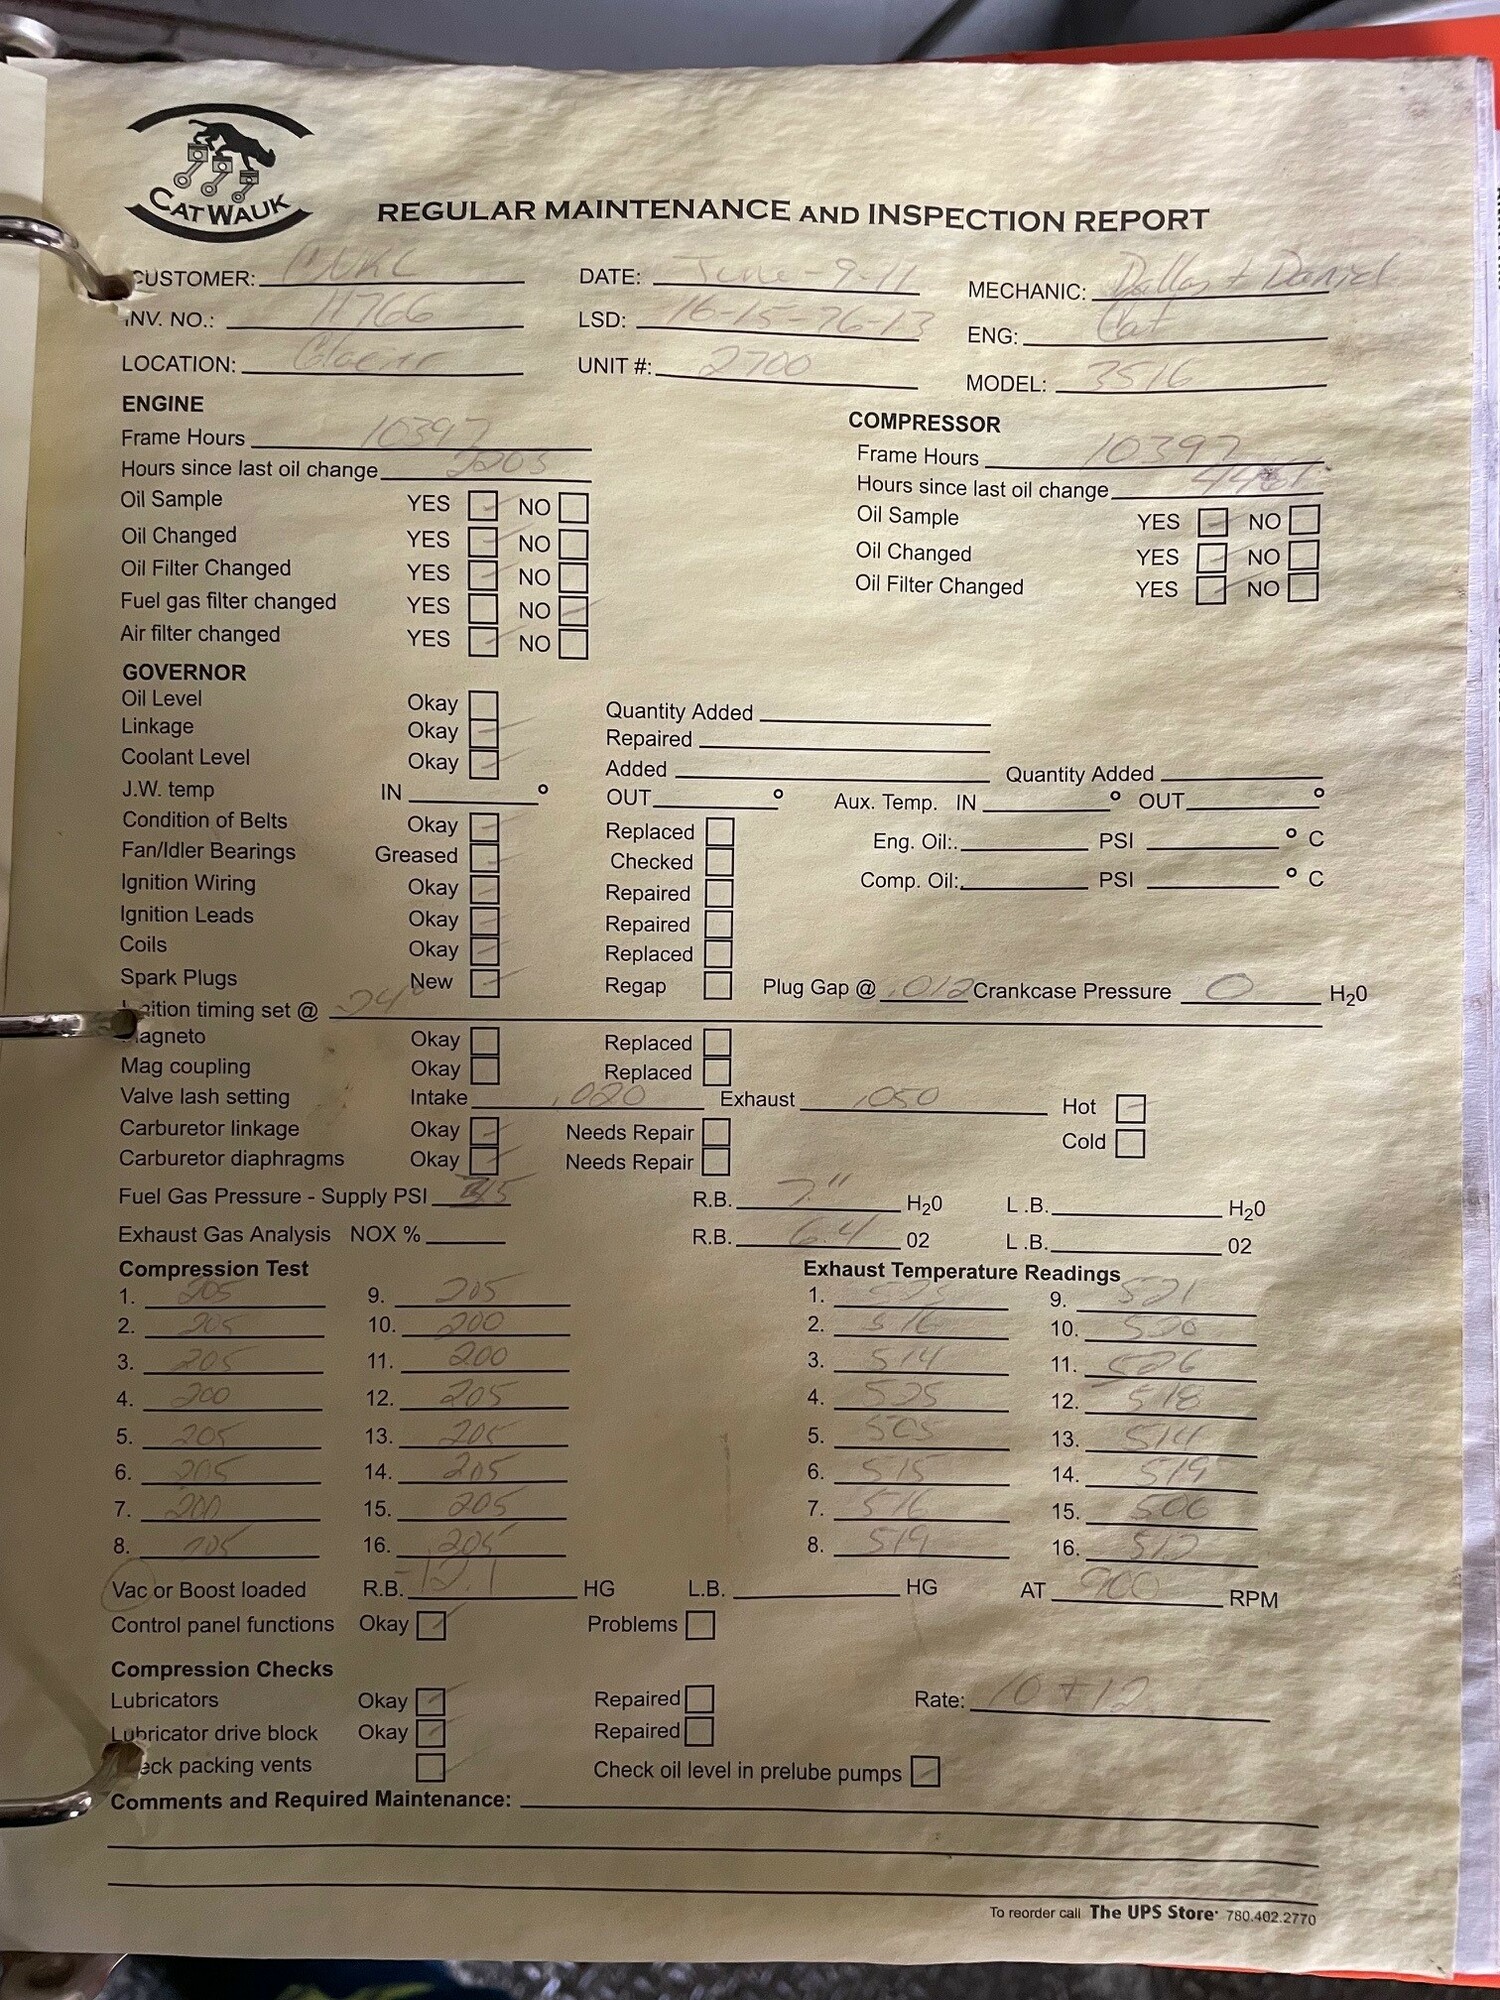 CATWAUK
REGULAR MAINTENANCE AND INSPECTION REPORT
CUSTOMER: DATE: June-9-11 MECHANIC: Dallas + Daniel
INV. NO.: 11766 LSD: 16-15-76-13 ENG: Cat
LOCATION: UNIT #: 2700 MODEL: 3516
ENGINE COMPRESSOR
Frame Hours 10397 Frame Hours 10397
Hours since last oil change Hours since last oil change
Oil Sample YES NO Oil Sample YES NO
Oil Changed YES NO Oil Changed YES NO
Oil Filter Changed YES NO Oil Filter Changed YES NO
Fuel gas filter changed YES NO
Air filter changed YES NO
GOVERNOR
Oil Level Okay Quantity Added
Linkage Okay Repaired
Coolant Level Okay Added Quantity Added
J.W. temp IN ° OUT ° Aux. Temp. IN ° OUT °
Condition of Belts Okay Replaced Eng. Oil:. PSI ° C
Fan/Idler Bearings Greased Checked
Ignition Wiring Okay Repaired Comp. Oil: PSI ° C
Ignition Leads Okay Repaired
Coils Okay Replaced
Spark Plugs New Regap Plug Gap @ .012 Crankcase Pressure 0 H20
ition timing set @ 24°
agneto Okay Replaced
Mag coupling Okay Replaced
Valve lash setting Intake .020 Exhaust .050 Hot
Carburetor linkage Okay Needs Repair Cold
Carburetor diaphragms Okay Needs Repair
Fuel Gas Pressure - Supply PSI R.B. 7" H20 L.B. H20
Exhaust Gas Analysis NOX % R.B. 6.4 02 L.B. 02
Compression Test Exhaust Temperature Readings
1. 205 9. 205 1. 9. 521
2. 205 10. 200 2. 516 10. 520
3. 205 11. 200 3. 514 11. 526
4. 200 12. 205 4. 525 12. 518
5. 205 13. 205 5. 505 13. 514
6. 205 14. 205 6. 515 14. 519
7. 200 15. 205 7. 516 15. 506
8. 205 16. 205 8. 519 16. 512
Vac or Boost loaded R.B. -12.1 HG L.B. HG AT 900 RPM
Control panel functions Okay Problems
Compression Checks
Lubricators Okay Repaired Rate: 10 + 12
Lubricator drive block Okay Repaired
eck packing vents Check oil level in prelube pumps
Comments and Required Maintenance:
To reorder call The UPS Store 780.402.2770